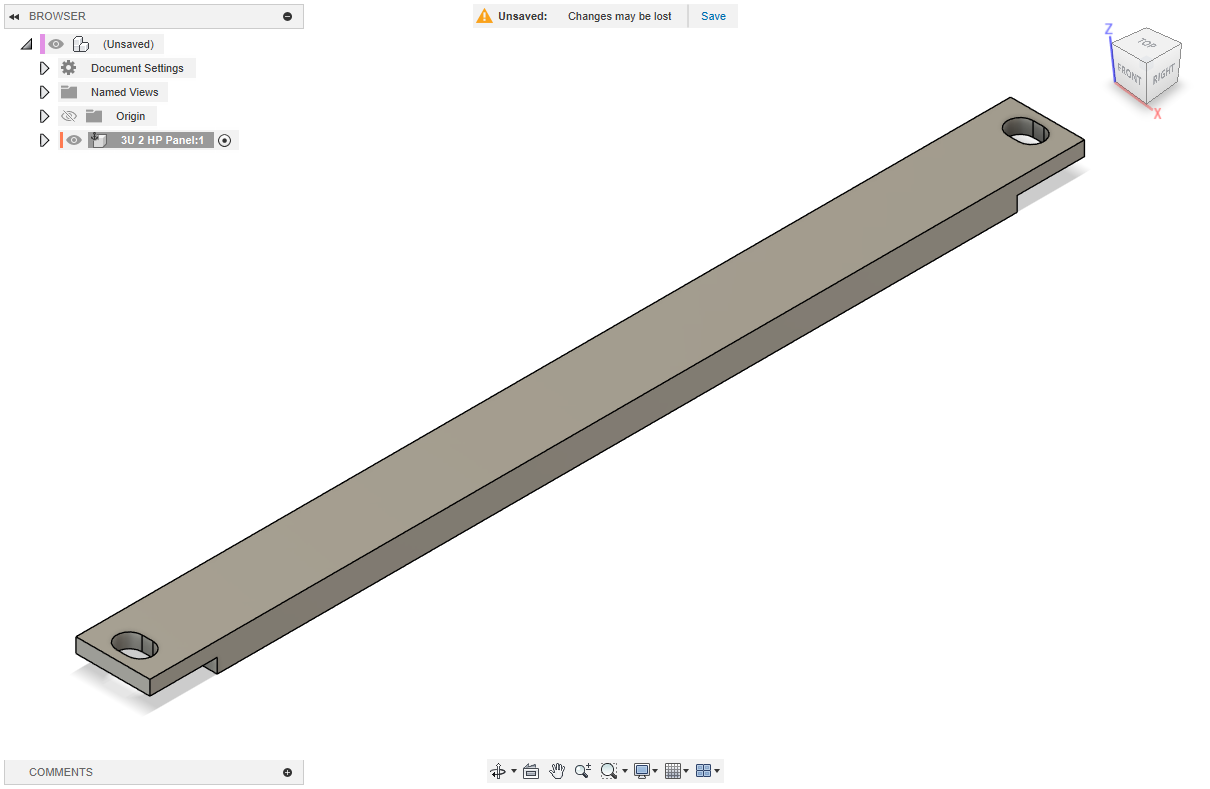 BROWSER
Unsaved: Changes may be lost Save
(Unsaved)
Document Settings
Named Views
Origin
3U 2 HP Panel:1
Z
TOP
FRONT
RIGHT
X
COMMENTS